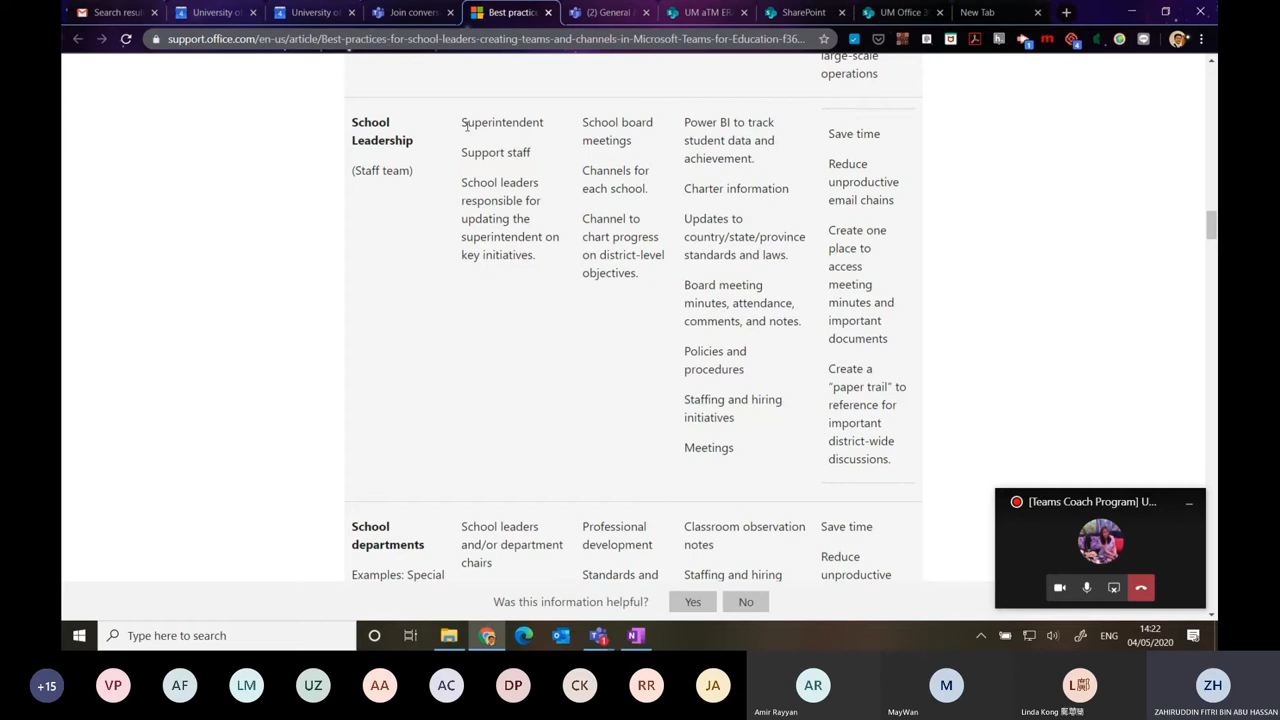 Search resul
University of
University of
Join convers
Best practic
(2) General
UM aTM ER
SharePoint
UM Office 3
New Tab
support.office.com/en-us/article/Best-practices-for-school-leaders-creating-teams-and-channels-in-Microsoft-Teams-for-Education-f36...
large-scale
operations
School
Leadership
(Staff team)
Superintendent
Support staff
School leaders
responsible for
updating the
superintendent on
key initiatives.
School board
meetings
Channels for
each school.
Channel to
chart progress
on district-level
objectives.
Power BI to track
student data and
achievement.
Charter information
Updates to
country/state/province
standards and laws.
Board meeting
minutes, attendance,
comments, and notes.
Policies and
procedures
Staffing and hiring
initiatives
Meetings
Save time
Reduce
unproductive
email chains
Create one
place to
access
meeting
minutes and
important
documents
Create a
“paper trail” to
reference for
important
district-wide
discussions.
School
departments
Examples: Special
School leaders
and/or department
chairs
Professional
development
Standards and
Classroom observation
notes
Staffing and hiring
Save time
Reduce
unproductive
Was this information helpful?
Yes
No
[Teams Coach Program] U...
Type here to search
ENG
14:22
04/05/2020
+15
VP
AF
LM
UZ
AA
AC
DP
CK
RR
JA
AR
Amir Rayyan
M
MayWan
Linda Kong
ZH
ZAHIRUDDIN FITRI BIN ABU HASSAN